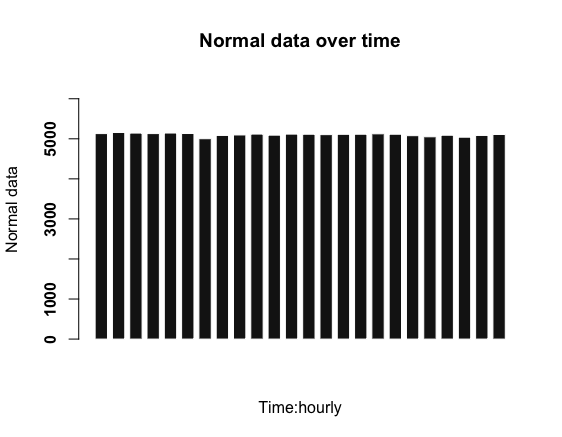 Normal data over time
Normal data
5000
3000
1000
0
Time:hourly